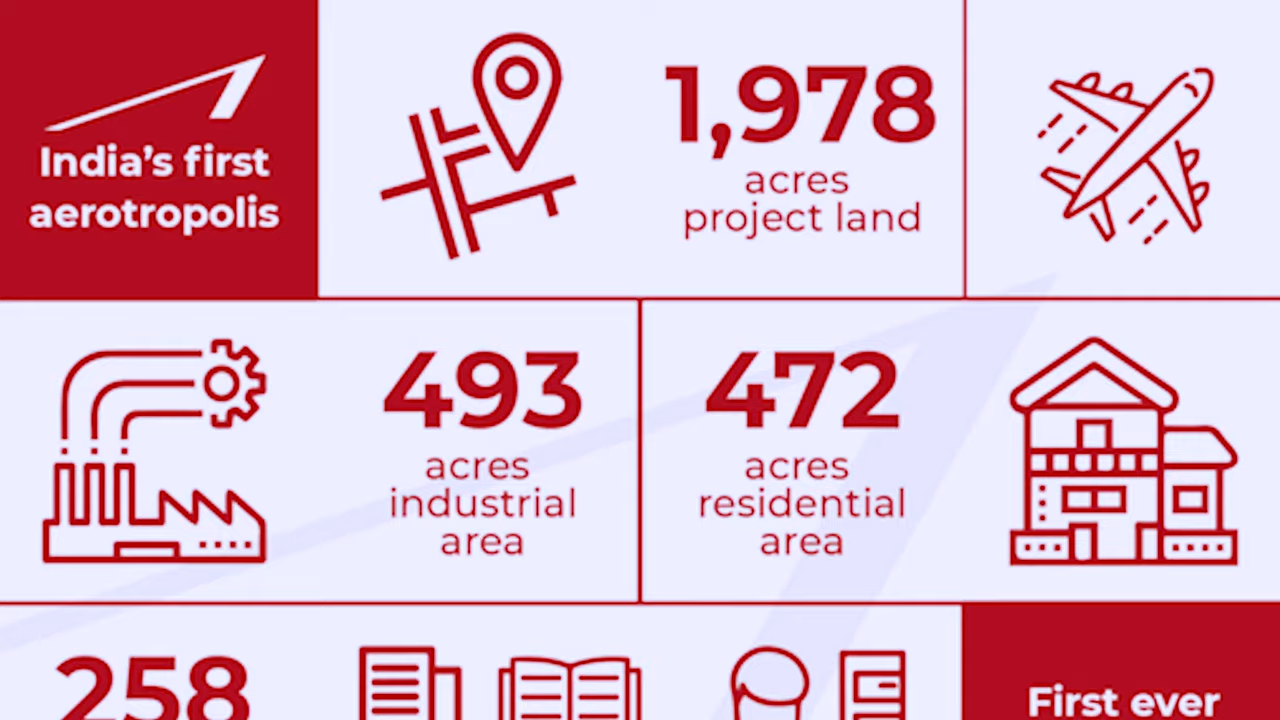 India’s first
aerotropolis
1,978
acres
project land
493
acres
industrial
area
472
acres
residential
area
258
First ever